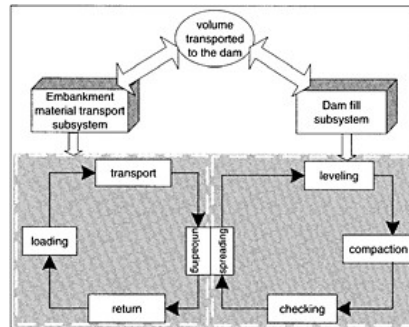 volume
transported
to the dam
Embankment
material transport
subsystem
Dam fill
subsystem
transport
leveling
loading
unloading
spreading
compaction
return
checking